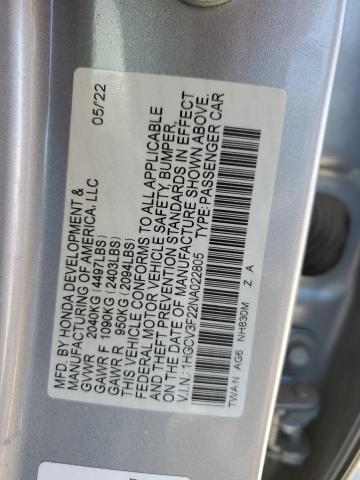 MFD. BY HONDA DEVELOPMENT & 05/22
MANUFACTURING OF AMERICA, LLC
GVWR 2040KG (4497LBS)
GAWR F 1090KG (2403LBS)
GAWR R 950KG (2094LBS)
THIS VEHICLE CONFORMS TO ALL APPLICABLE
FEDERAL MOTOR VEHICLE SAFETY, BUMPER,
AND THEFT PREVENTION STANDARDS IN EFFECT
ON THE DATE OF MANUFACTURE SHOWN ABOVE.
V.I.N.: 1HGCV3F22NA022805 TYPE: PASSENGER CAR
TWAN AG6 NH830M Z A